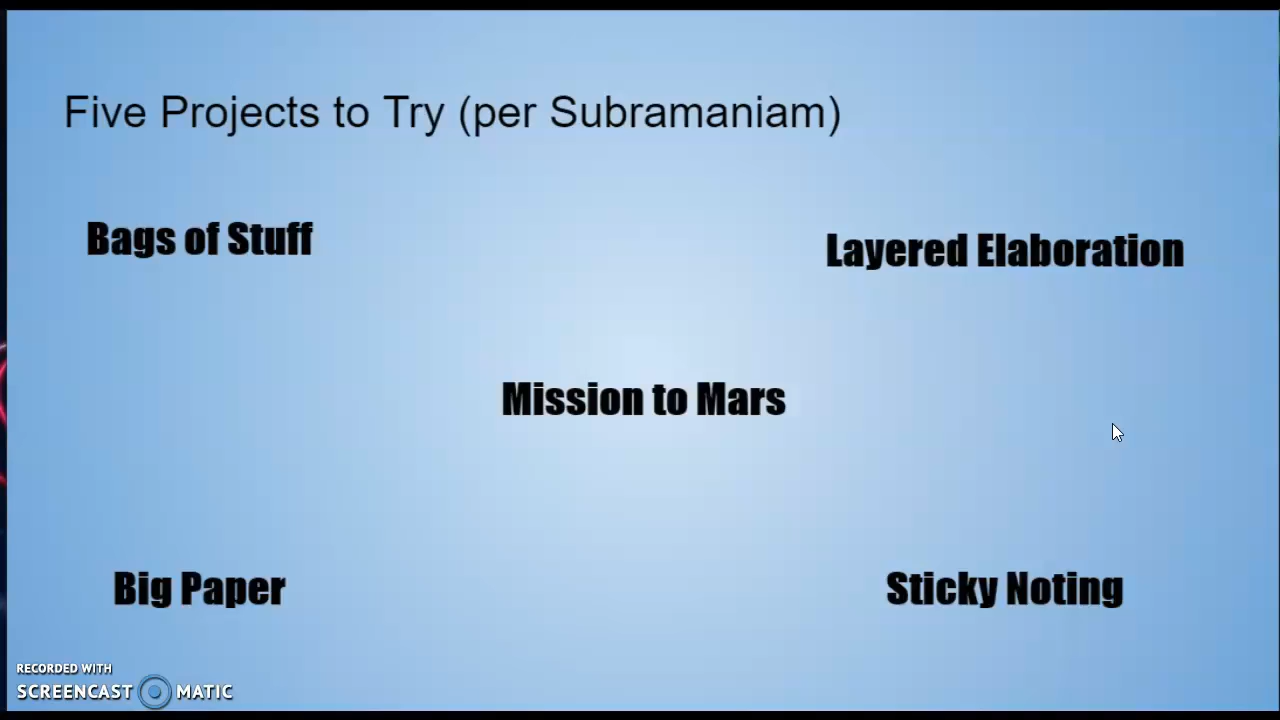 Five Projects to Try (per Subramaniam)
Bags of Stuff
Layered Elaboration
Mission to Mars
Big Paper
Sticky Noting
RECORDED WITH
SCREENCAST MATIC